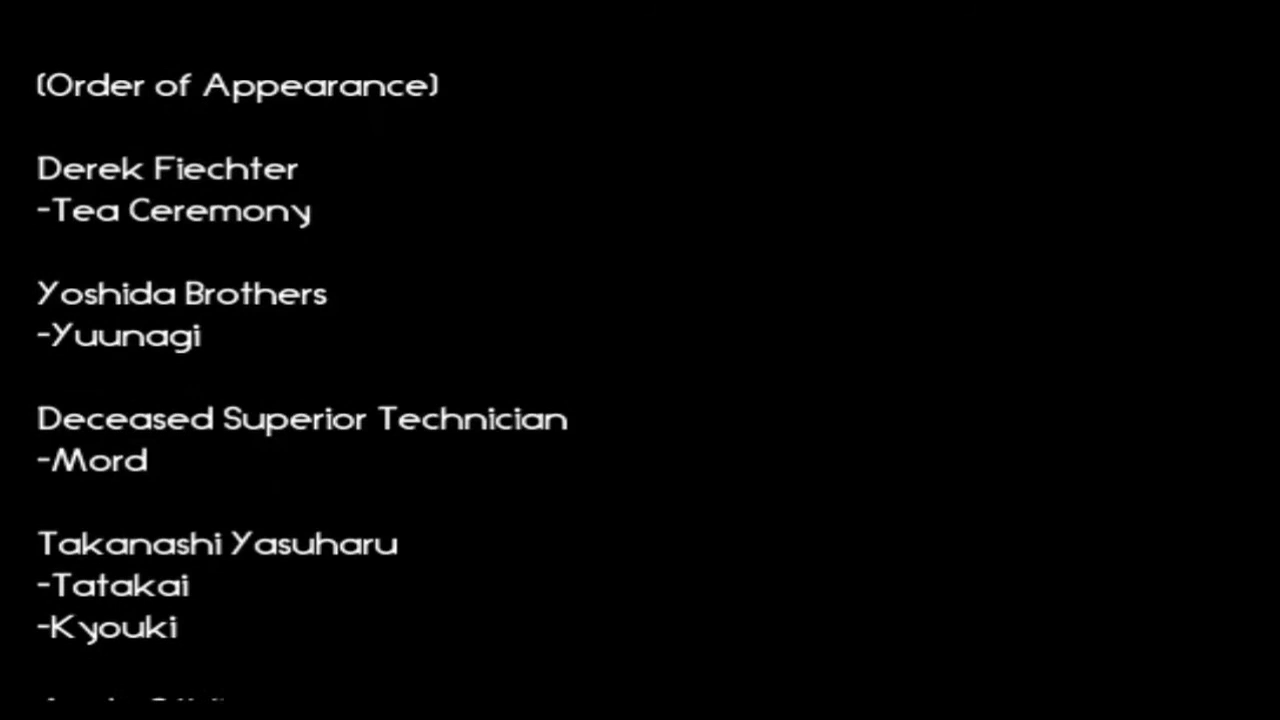 (Order of Appearance)
Derek Fiechter
-Tea Ceremony
Yoshida Brothers
-Yuunagi
Deceased Superior Technician
-Mord
Takanashi Yasuharu
-Tatakai
-Kyouki